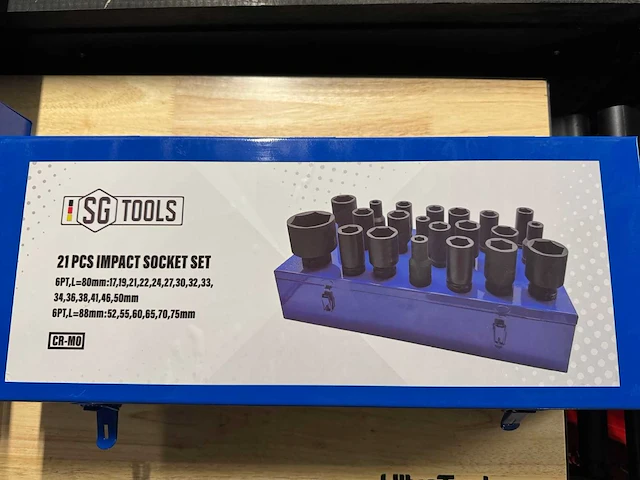 SG TOOLS
21 PCS IMPACT SOCKET SET
6PT,L=80mm:17,19,21,22,24,27,30,32,33,
34,36,38,41,46,50mm
6PT,L=88mm:52,55,60,65,70,75mm
CR-MO